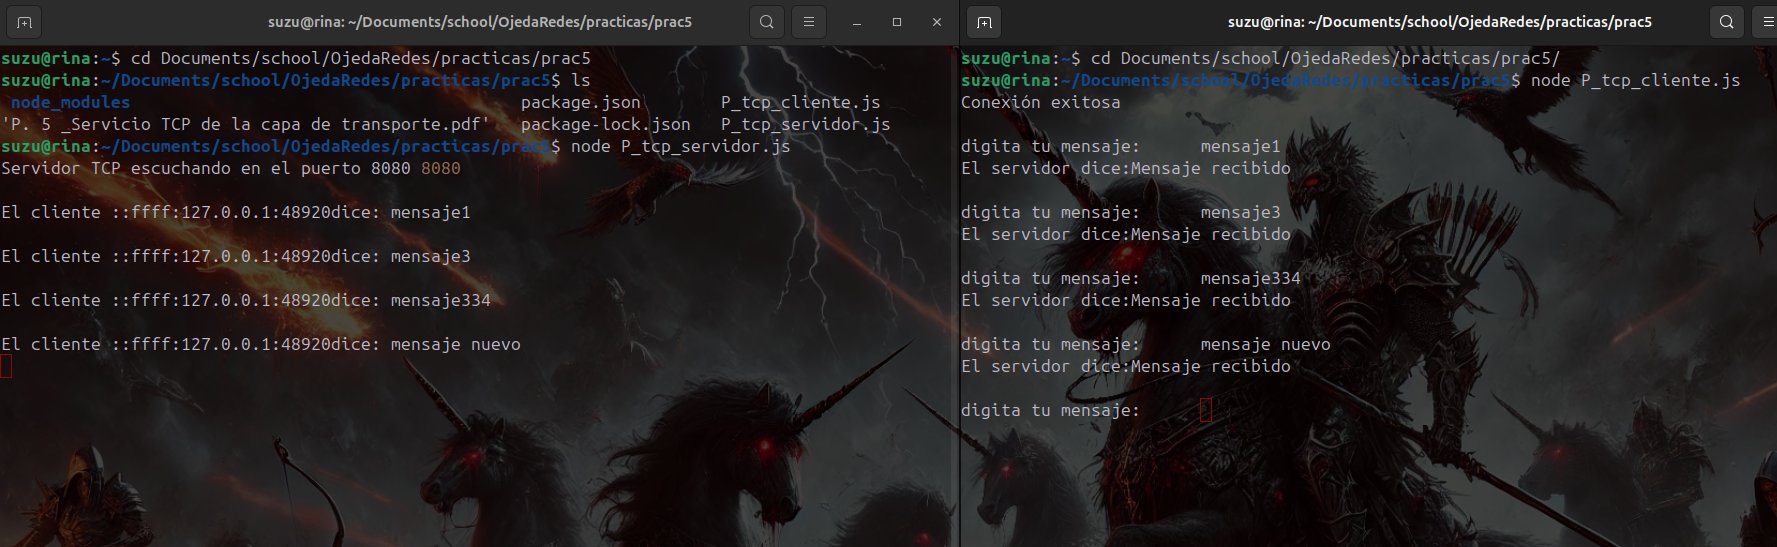 suzu@rina: ~/Documents/school/OjedaRedes/practicas/prac5
suzu@rina:~$ cd Documents/school/OjedaRedes/practicas/prac5
suzu@rina:~/Documents/school/OjedaRedes/practicas/prac5$ ls
node_modules package.json P_tcp_cliente.js
'P. 5 _Servicio TCP de la capa de transporte.pdf' package-lock.json P_tcp_servidor.js
suzu@rina:~/Documents/school/OjedaRedes/practicas/prac5$ node P_tcp_servidor.js
Servidor TCP escuchando en el puerto 8080 8080
El cliente ::ffff:127.0.0.1:48920dice: mensaje1
El cliente ::ffff:127.0.0.1:48920dice: mensaje3
El cliente ::ffff:127.0.0.1:48920dice: mensaje334
El cliente ::ffff:127.0.0.1:48920dice: mensaje nuevo
suzu@rina: ~/Documents/school/OjedaRedes/practicas/prac5
suzu@rina:~$ cd Documents/school/OjedaRedes/practicas/prac5/
suzu@rina:~/Documents/school/OjedaRedes/practicas/prac5$ node P_tcp_cliente.js
Conexión exitosa
digita tu mensaje: mensaje1
El servidor dice:Mensaje recibido
digita tu mensaje: mensaje3
El servidor dice:Mensaje recibido
digita tu mensaje: mensaje334
El servidor dice:Mensaje recibido
digita tu mensaje: mensaje nuevo
El servidor dice:Mensaje recibido
digita tu mensaje: